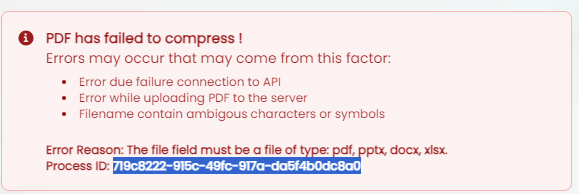 PDF has failed to compress !
Errors may occur that may come from this factor:
• Error due failure connection to API
• Error while uploading PDF to the server
• Filename contain ambigous characters or symbols
Error Reason: The file field must be a file of type: pdf, pptx, docx, xlsx.
Process ID: 719c8222-915c-49fc-917a-da5f4b0dc8a0